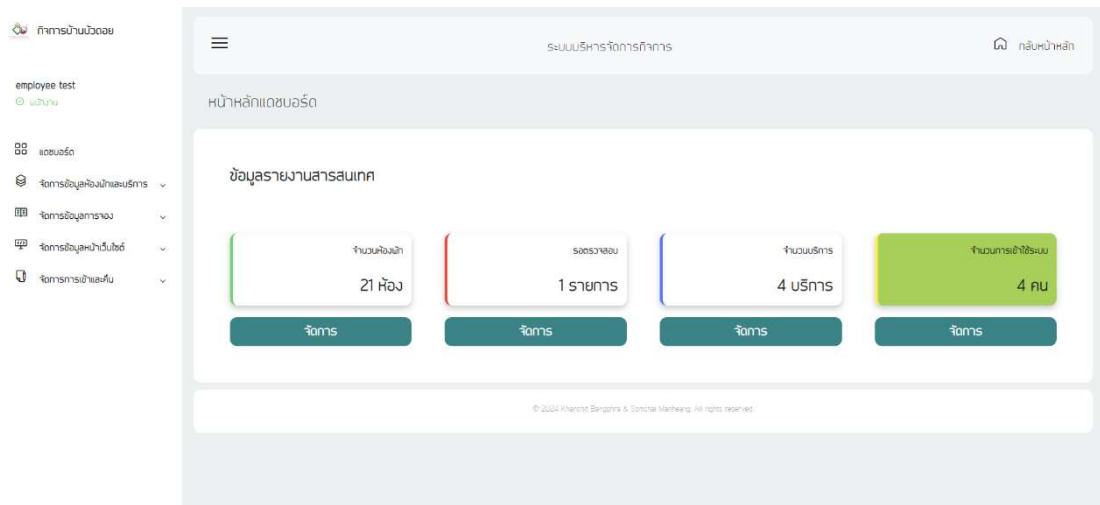 กิจการบ้านบัวดอย
ระบบบริหารจัดการกิจการ
กลับหน้าหลัก
employee test
พนักงาน
หน้าหลักแดชบอร์ด
แดชบอร์ด
จัดการข้อมูลห้องพักและบริการ
จัดการข้อมูลการจอง
จัดการข้อมูลหน้าเว็บไซต์
จัดการการเช่าและคืน
ข้อมูลรายงานสารสนเทศ
จำนวนห้องพัก
21 ห้อง
จัดการ
รอตรวจสอบ
1 รายการ
จัดการ
จำนวนบริการ
4 บริการ
จัดการ
จำนวนการเข้าใช้ระบบ
4 คน
จัดการ
© 2024 & Somchai All rights reserved.